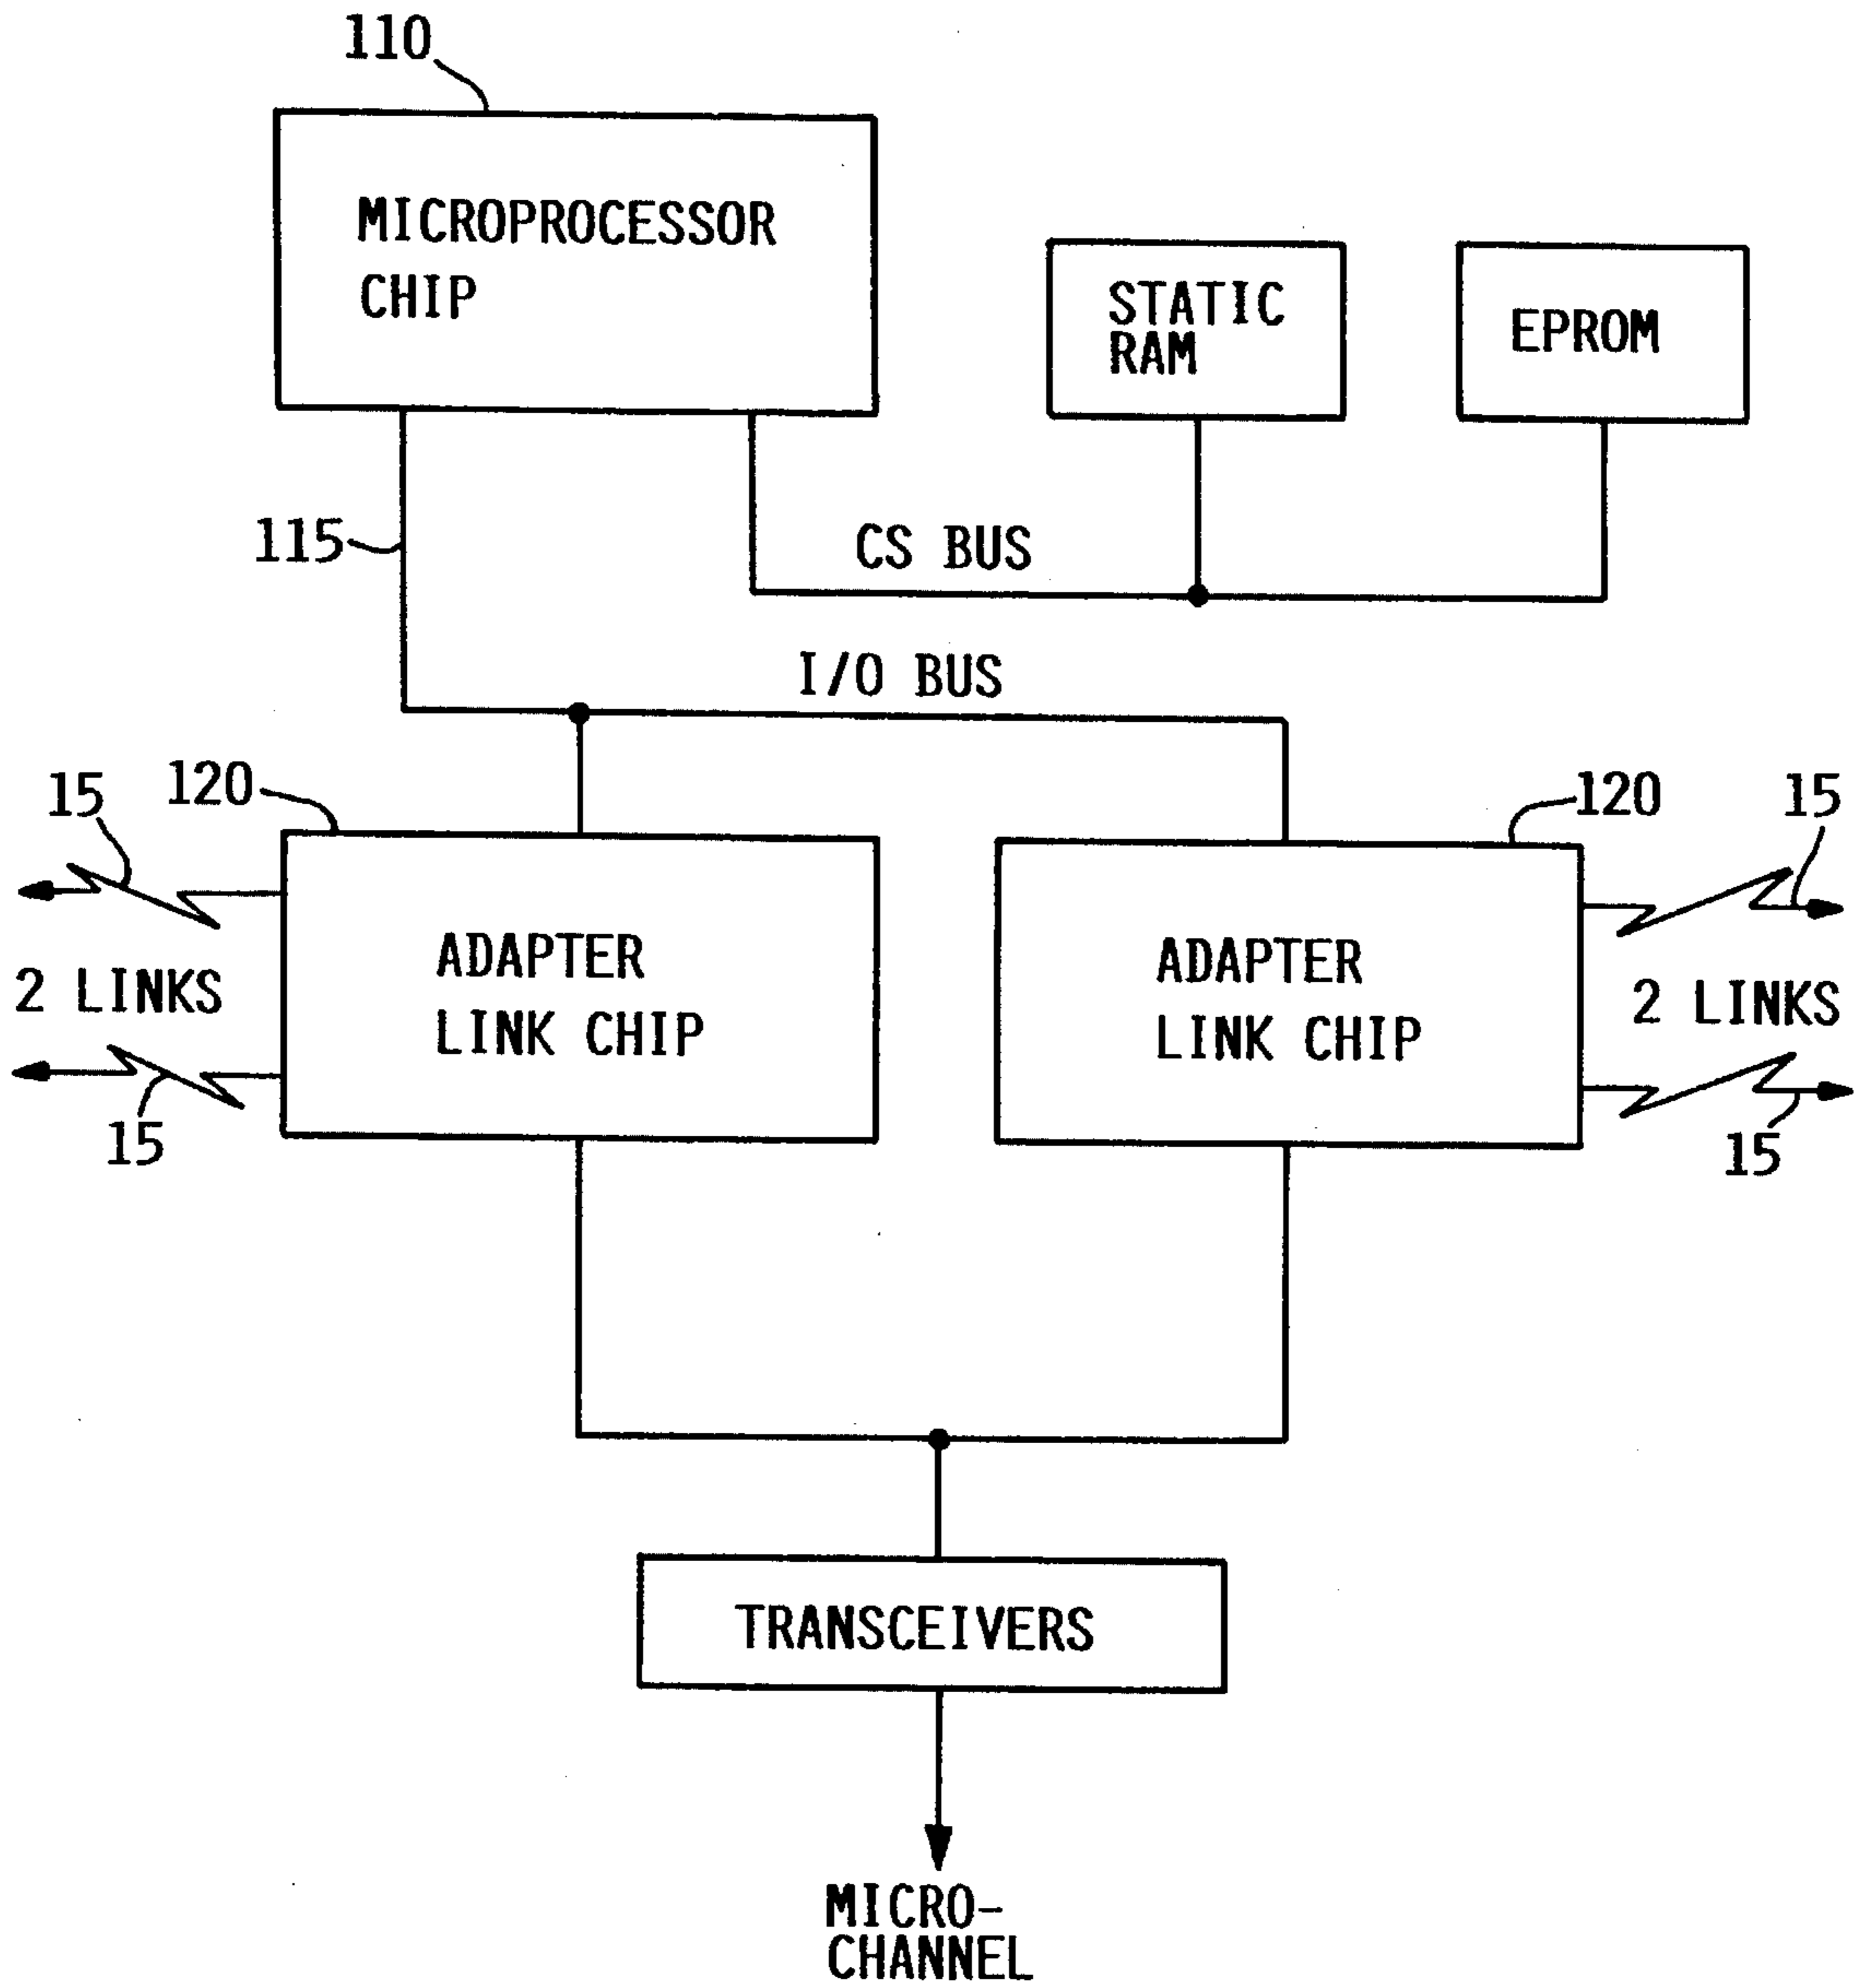 110
MICROPROCESSOR
CHIP
STATIC
RAM
EPROM
115
CS BUS
I/O BUS
15
120
120
15
ADAPTER
LINK CHIP
ADAPTER
LINK CHIP
2 LINKS
2 LINKS
15
15
TRANSCEIVERS
MICRO-
CHANNEL